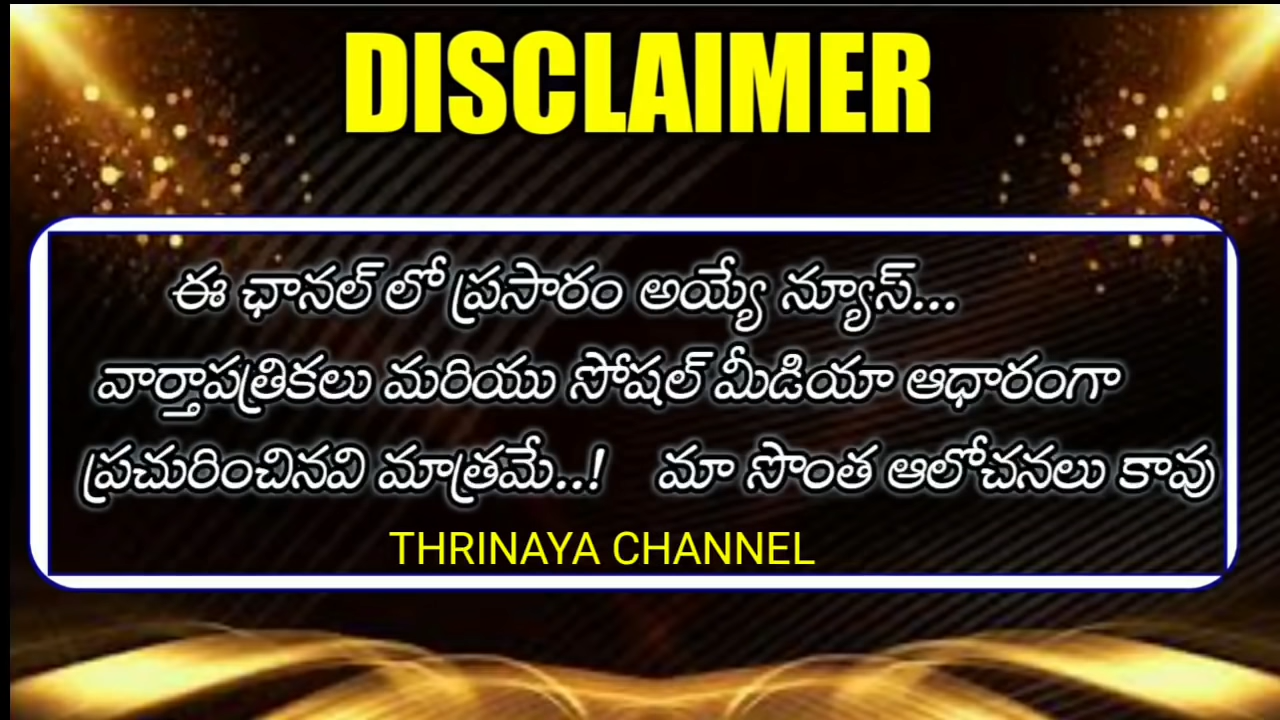 DISCLAIMER
ఈ ఛానల్ లో ప్రసారం అయ్యే న్యూస్...
వార్తాపత్రికలు మరియు సోషల్ మీడియా ఆధారంగా
ప్రచురించినవి మాత్రమే..! మా సొంత ఆలోచనలు కావు
THRINAYA CHANNEL